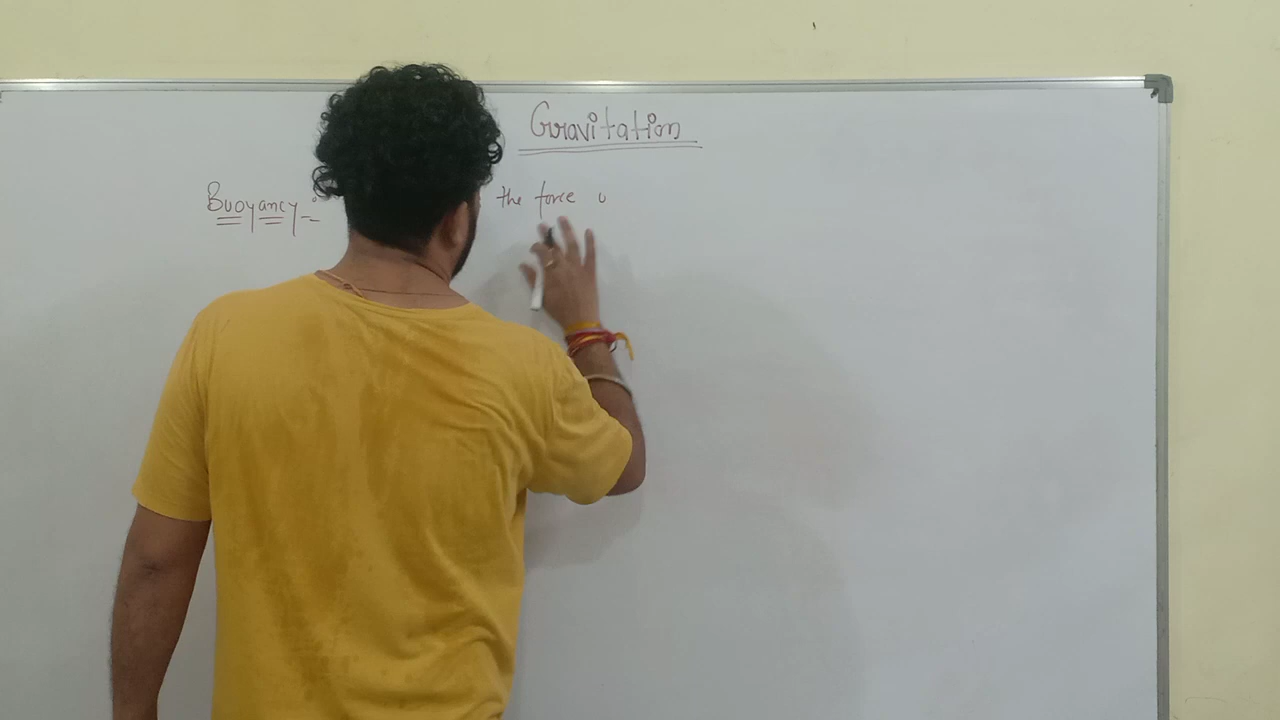 Gravitation
Buoyancy :- the force